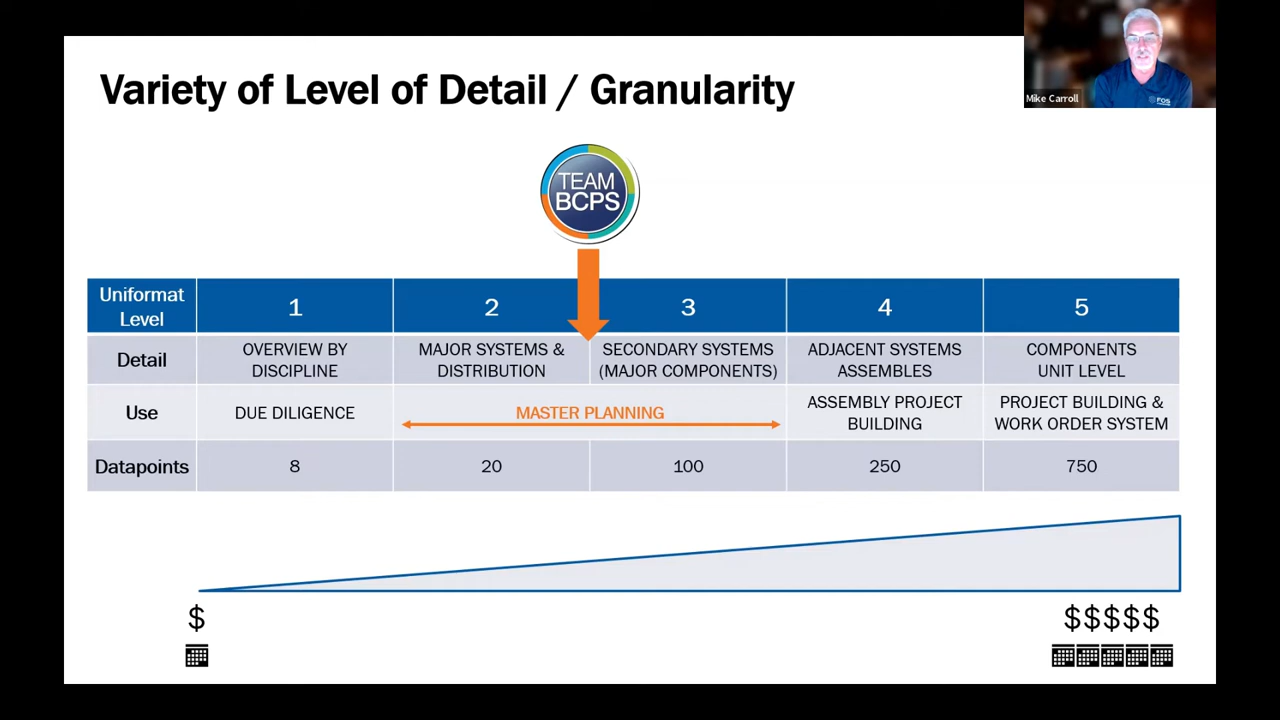 Variety of Level of Detail / Granularity
Mike Carroll
FOS
TEAM
BCPS
Uniformat
Level
1
2
3
4
5
Detail
OVERVIEW BY
DISCIPLINE
MAJOR SYSTEMS &
DISTRIBUTION
SECONDARY SYSTEMS
(MAJOR COMPONENTS)
ADJACENT SYSTEMS
ASSEMBLES
COMPONENTS
UNIT LEVEL
Use
DUE DILIGENCE
MASTER PLANNING
ASSEMBLY PROJECT
BUILDING
PROJECT BUILDING &
WORK ORDER SYSTEM
Datapoints
8
20
100
250
750
$
$$$$$